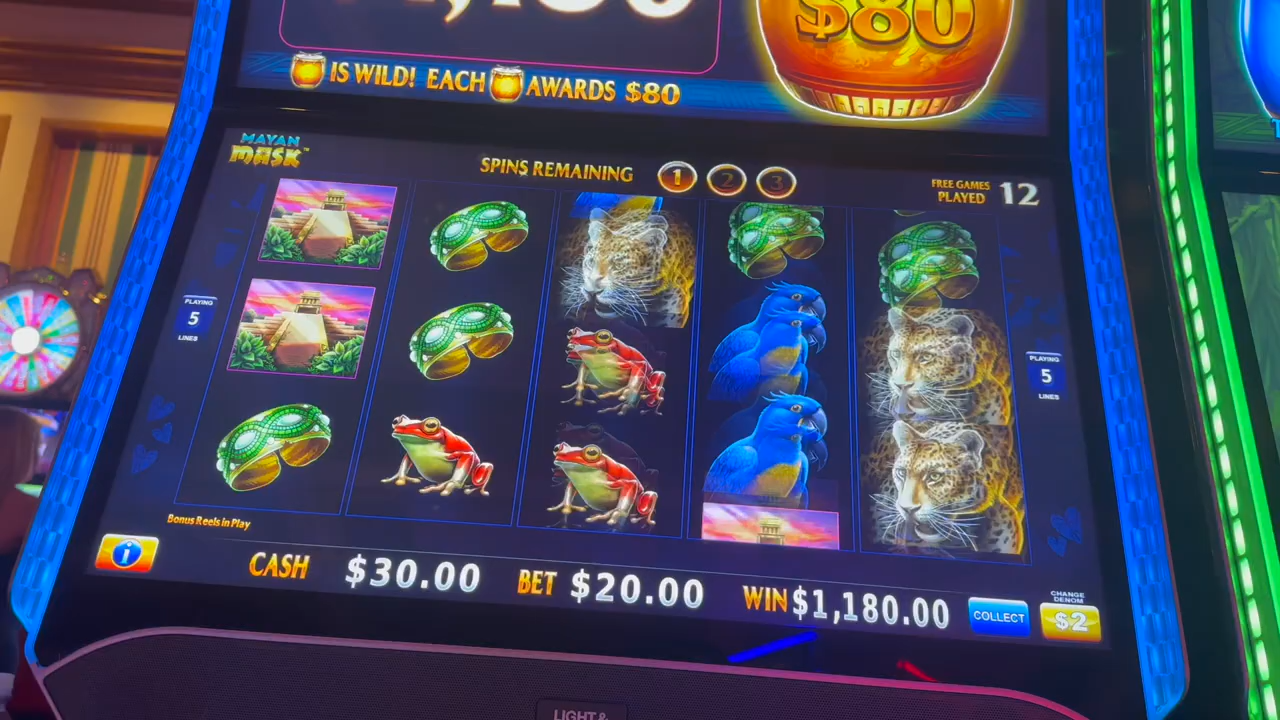 $80
IS WILD! EACH AWARDS $80
MAYAN
MASK™
SPINS REMAINING 1 2 3
FREE GAMES
PLAYED 12
PLAYING
5
LINES
PLAYING
5
LINES
Bonus Reels in Play
CASH $30.00 BET $20.00 WIN $1,180.00
COLLECT
CHANGE
DENOM
$2
LIGHT &